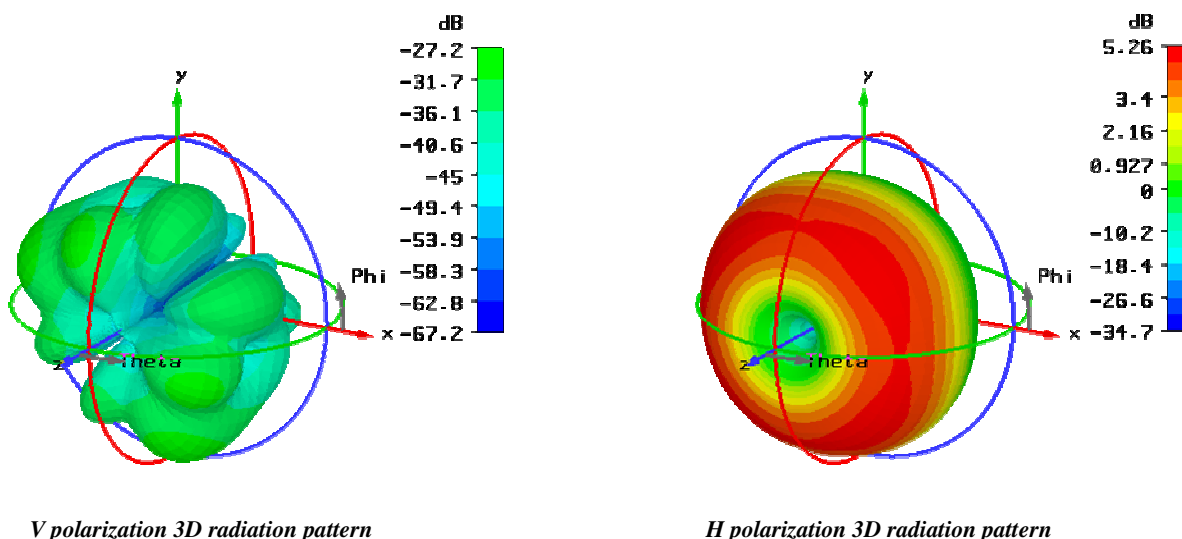 dB
-27.2
-31.7
-36.1
-40.6
-45
-49.4
-53.9
-58.3
-62.8
-67.2
y
Phi
x
z
Theta
V polarization 3D radiation pattern
dB
5.26
3.4
2.16
0.927
0
-10.2
-18.4
-26.6
-34.7
y
Phi
x
z
Theta
H polarization 3D radiation pattern